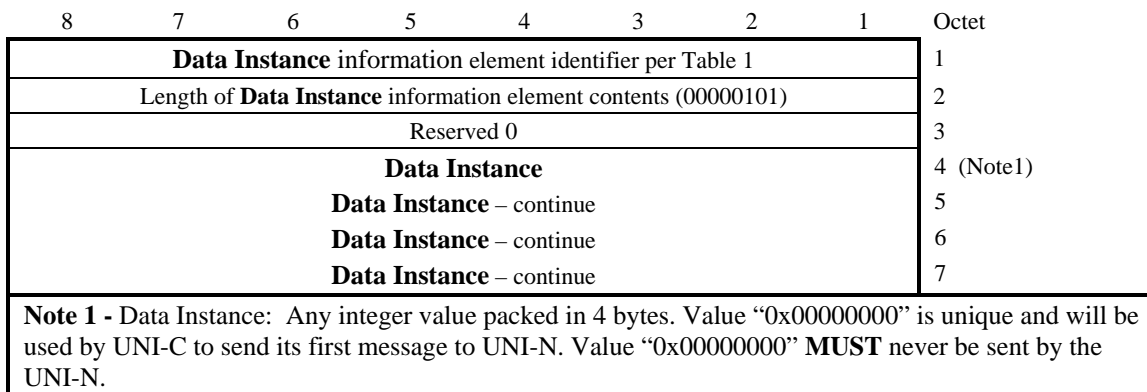 8 7 6 5 4 3 2 1 Octet
Data Instance information element identifier per Table 1 1
Length of Data Instance information element contents (00000101) 2
Reserved 0 3
Data Instance 4 (Note1)
Data Instance – continue 5
Data Instance – continue 6
Data Instance – continue 7
Note 1 - Data Instance: Any integer value packed in 4 bytes. Value “0x00000000” is unique and will be
used by UNI-C to send its first message to UNI-N. Value “0x00000000” MUST never be sent by the
UNI-N.